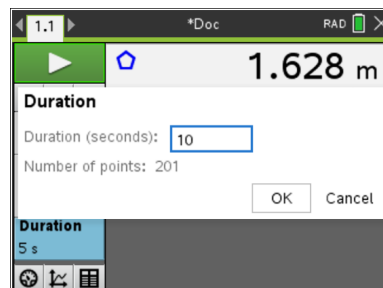 1.1 *Doc RAD
1.628 m
Duration
Duration (seconds): 10
Number of points: 201
OK Cancel
Duration
5 s